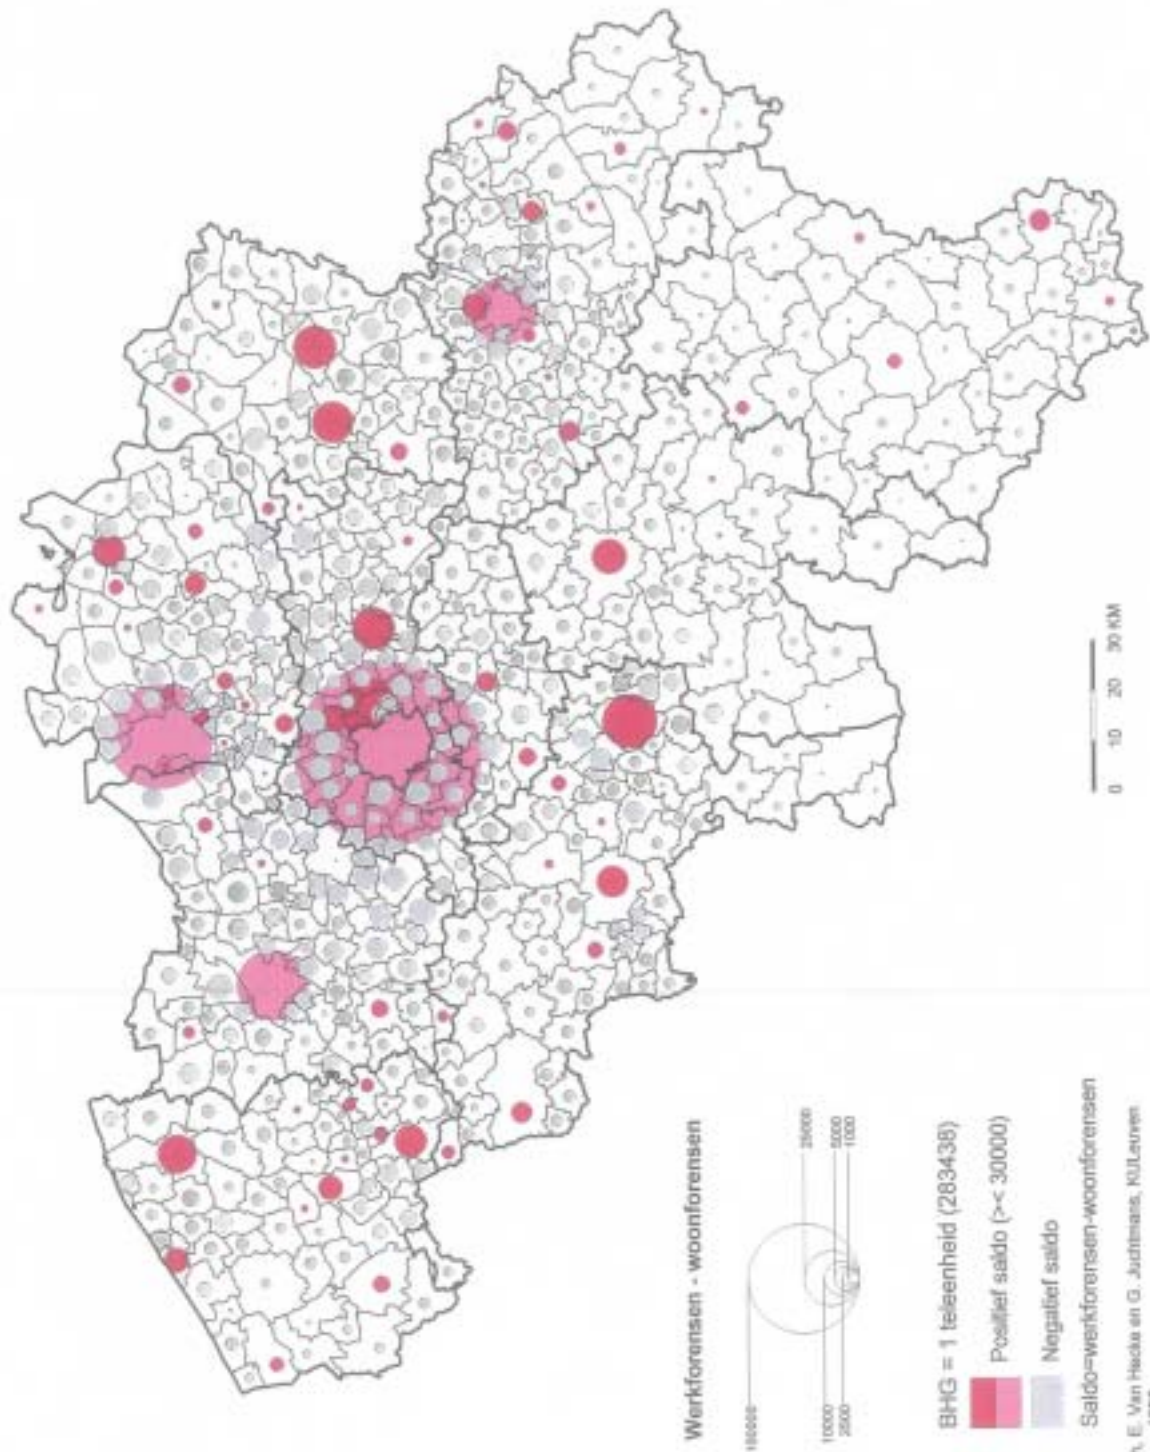 Werkforensen - woonforensen
25000
5000
1000
100000
10000
2500
BHG = 1 teleenheid (283438)
Positief saldo (>< 30000)
Negatief saldo
Saldo=werkforensen-woonforensen
E. Van Hecke en G. Juchtmans, KULeuven
0 10 20 30 KM